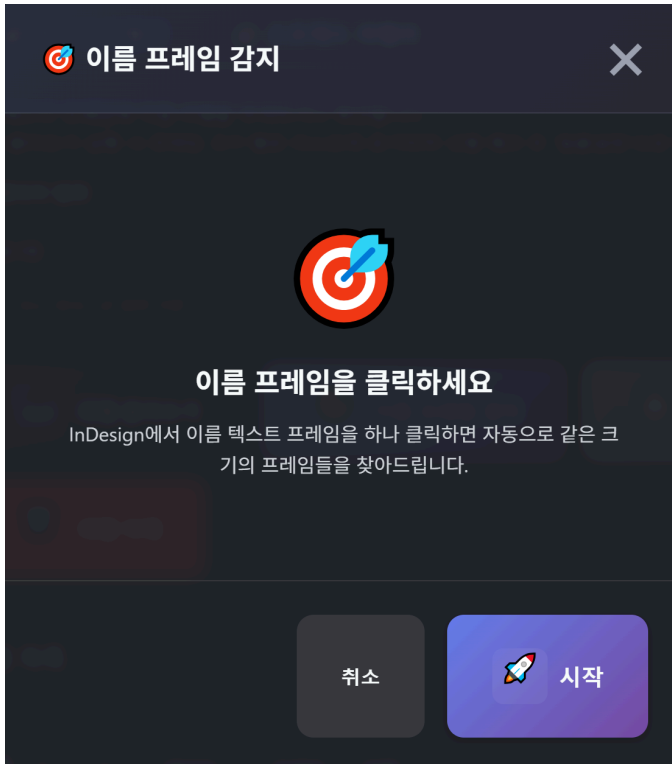 이름 프레임 감지
이름 프레임을 클릭하세요
InDesign에서 이름 텍스트 프레임을 하나 클릭하면 자동으로 같은 크
기의 프레임들을 찾아드립니다.
취소
시작